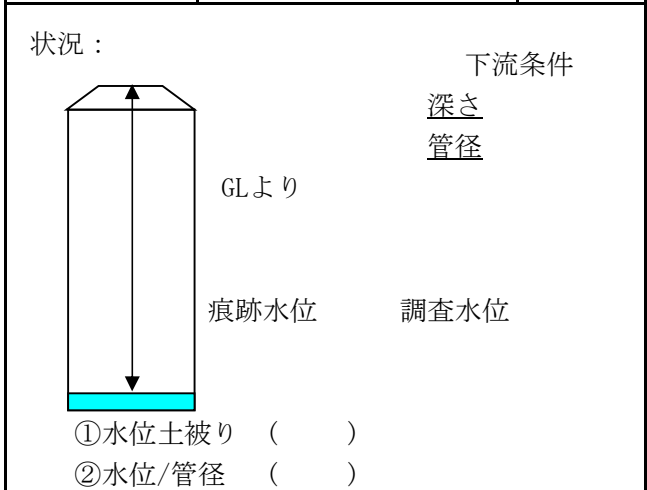 状況：
下流条件
深さ
管径
GLより
痕跡水位　調査水位
①水位土被り （　　）
②水位/管径 （　　）